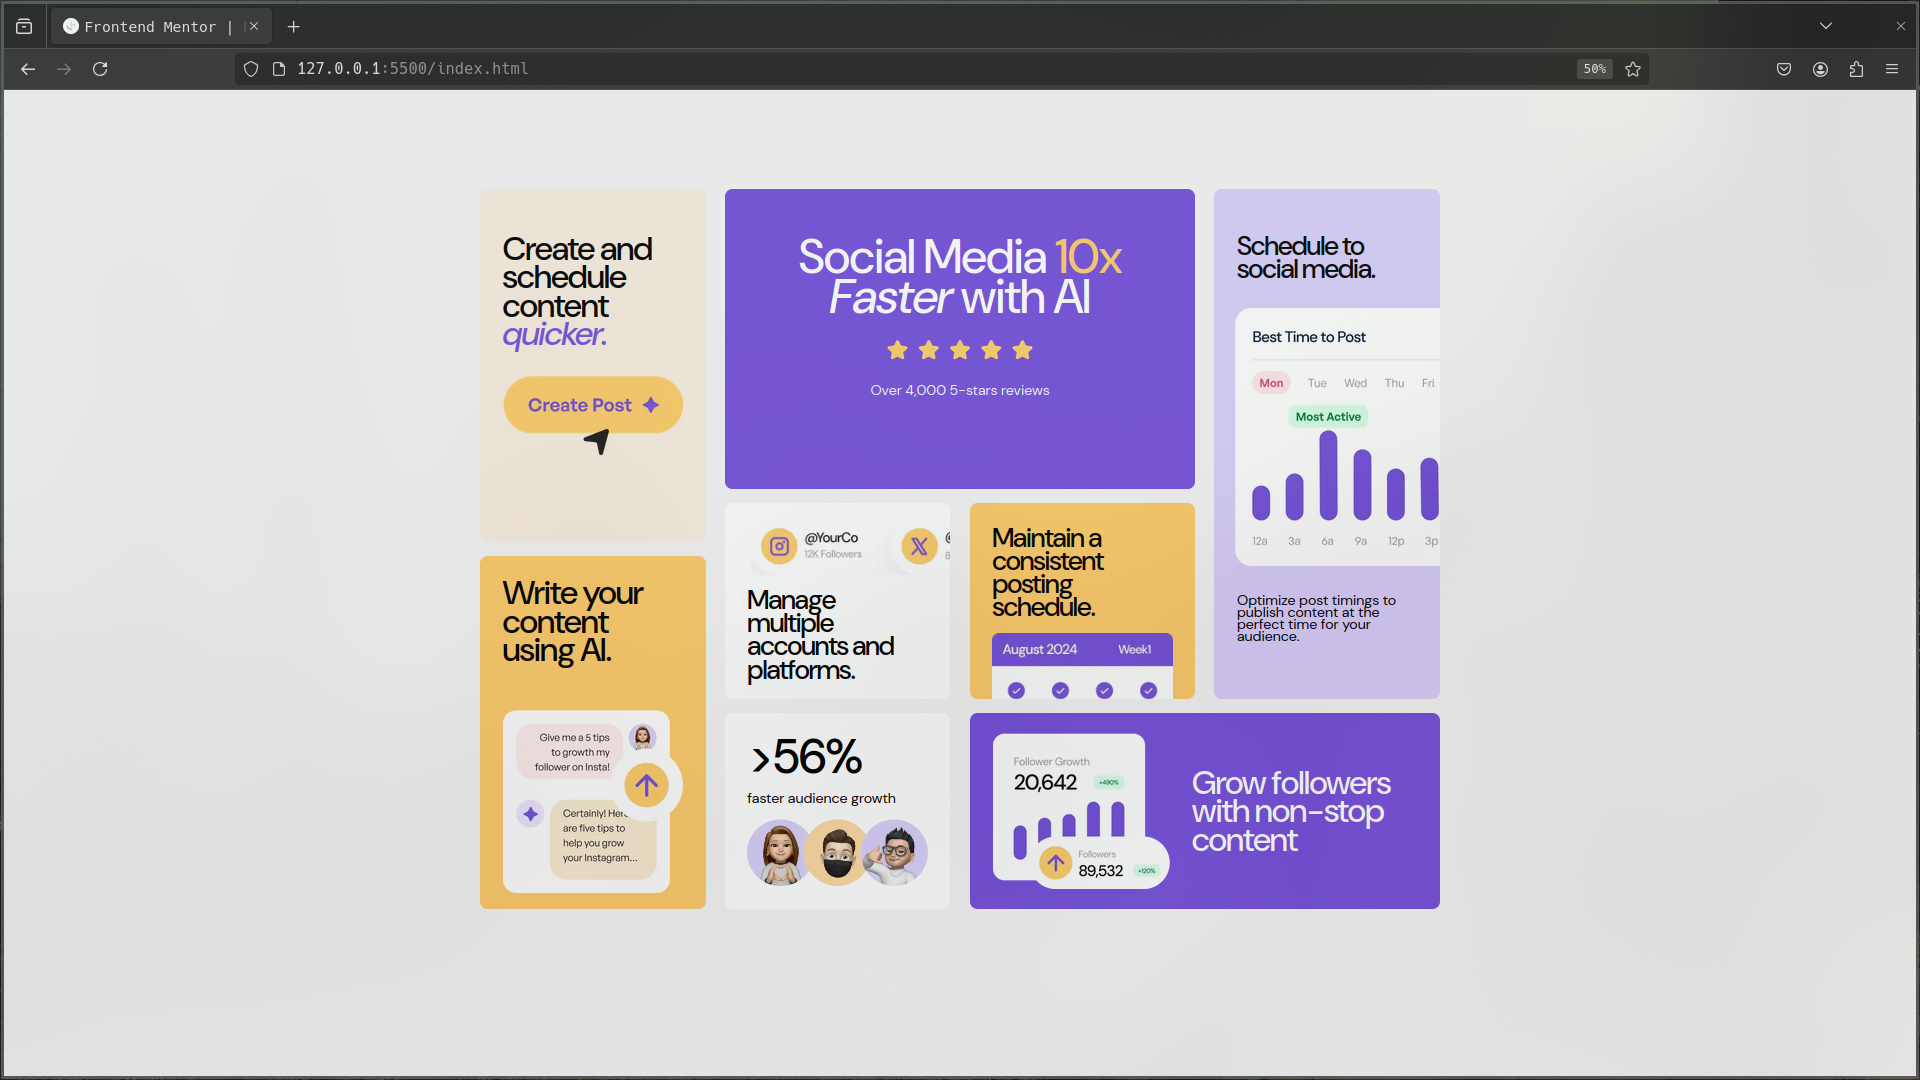 Frontend Mentor |
127.0.0.1:5500/index.html
50%
Create and
schedule
content
quicker.
Create Post
Social Media 10x
Faster with AI
Over 4,000 5-stars reviews
Schedule to
social media.
Best Time to Post
Mon Tue Wed Thu Fri
Most Active
12a 3a 6a 9a 12p 3p
Optimize post timings to
publish content at the
perfect time for your
audience.
@YourCo
12K Followers
@
8
Manage
multiple
accounts and
platforms.
Maintain a
consistent
posting
schedule.
August 2024 Week1
Write your
content
using AI.
Give me a 5 tips
to growth my
follower on Insta!
Certainly! Here
are five tips to
help you grow
your Instagram...
>56%
faster audience growth
Follower Growth
20,642 +490%
Followers
89,532 +120%
Grow followers
with non-stop
content